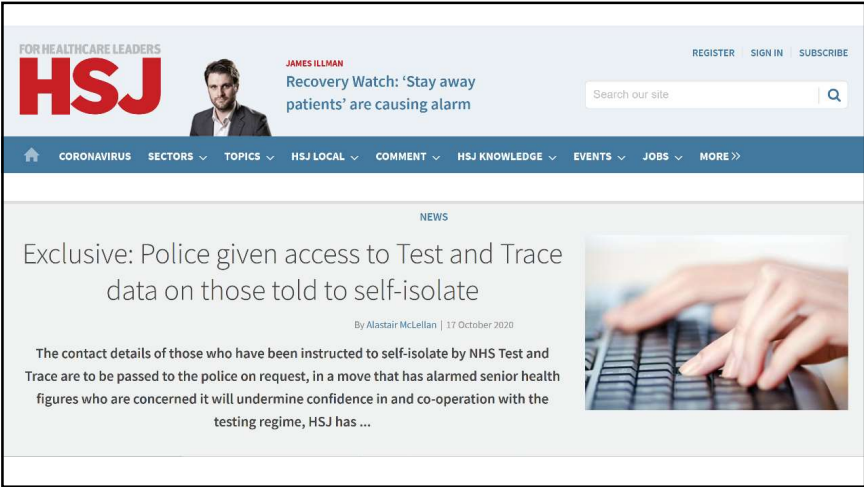 FOR HEALTHCARE LEADERS
HSJ
JAMES ILLMAN
Recovery Watch: ‘Stay away
patients’ are causing alarm
REGISTER SIGN IN SUBSCRIBE
Search our site
CORONAVIRUS SECTORS TOPICS HSJ LOCAL COMMENT HSJ KNOWLEDGE EVENTS JOBS MORE
NEWS
Exclusive: Police given access to Test and Trace
data on those told to self-isolate
By Alastair McLellan | 17 October 2020
The contact details of those who have been instructed to self-isolate by NHS Test and
Trace are to be passed to the police on request, in a move that has alarmed senior health
figures who are concerned it will undermine confidence in and co-operation with the
testing regime, HSJ has ...